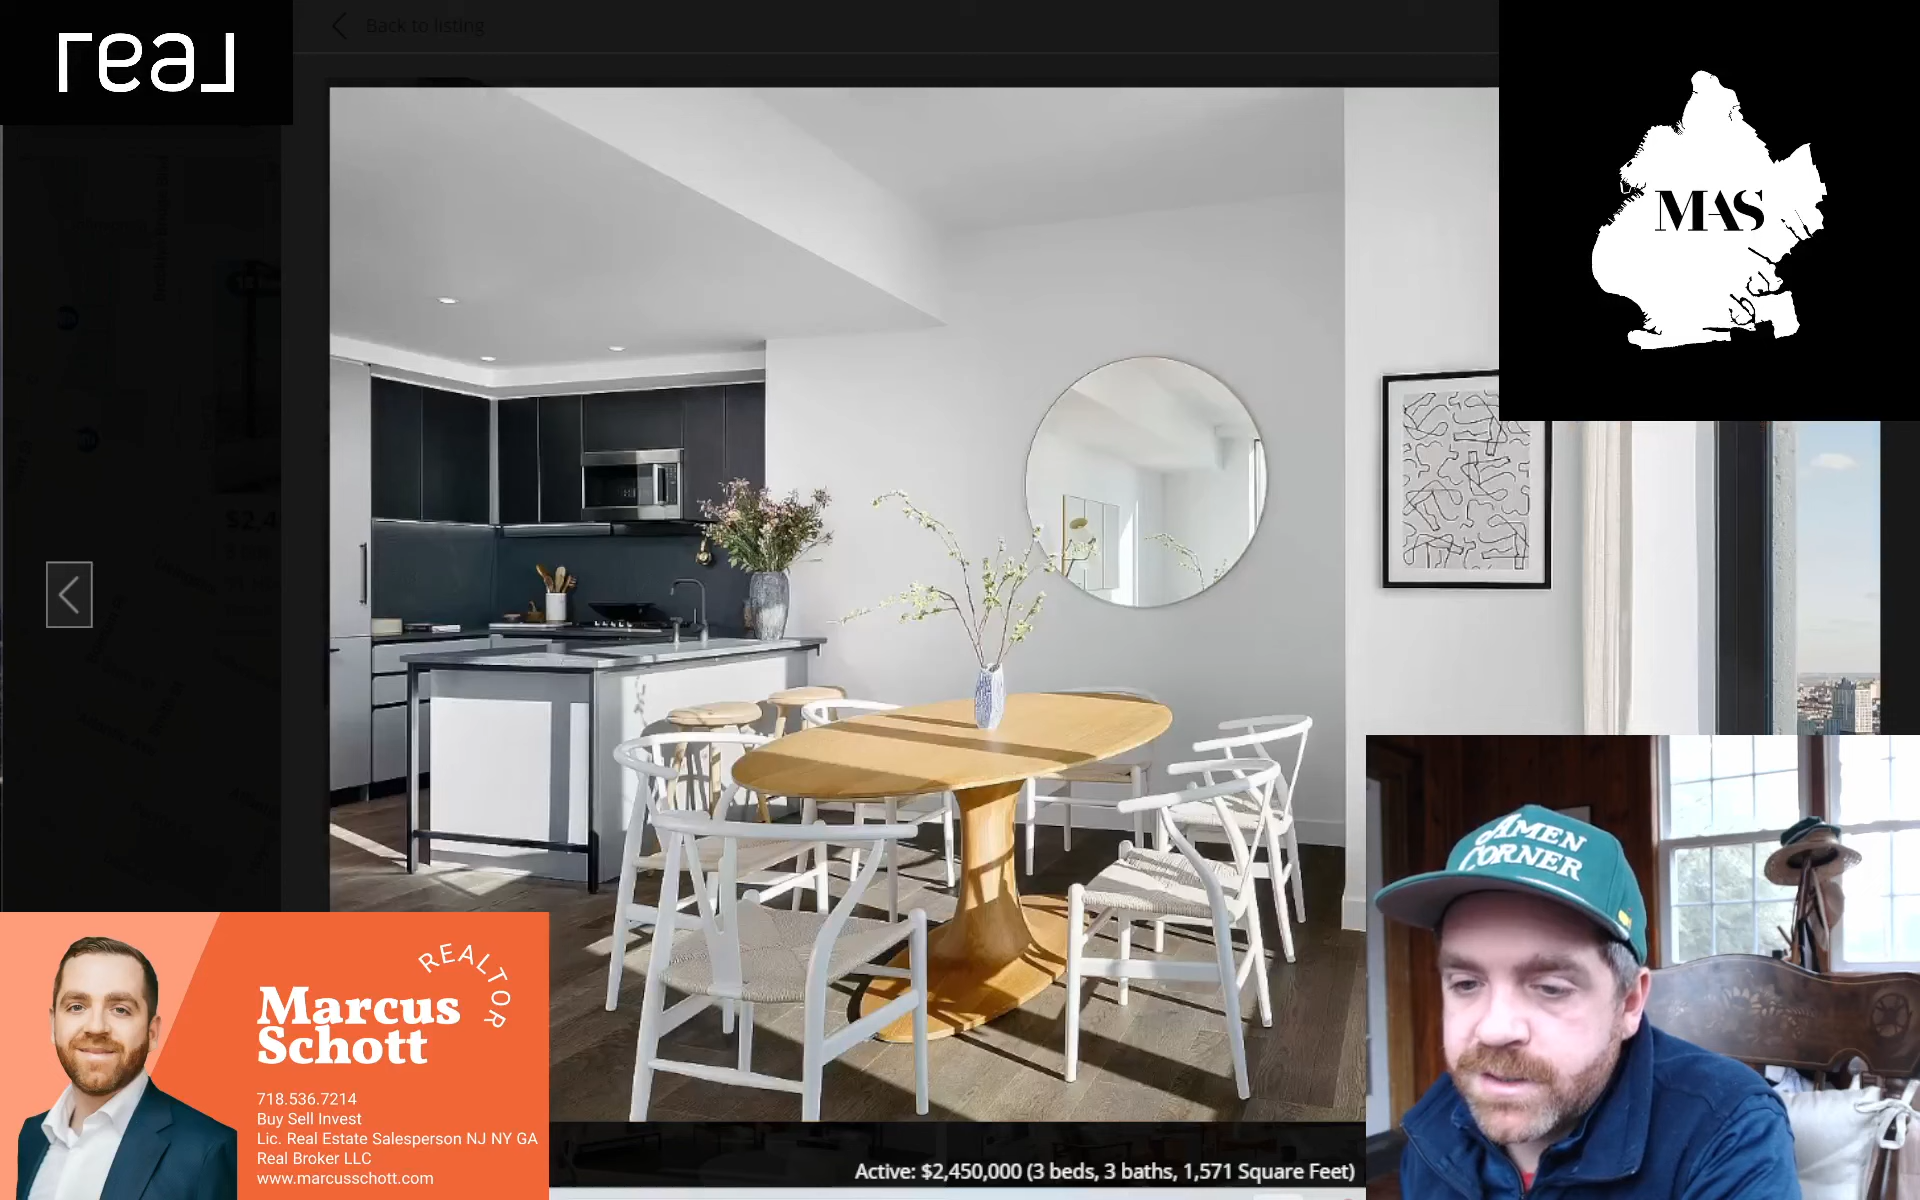 real
Back to listing
MAS
$2,4
AMEN
CORNER
REALTOR
Marcus
Schott
718.536.7214
Buy Sell Invest
Lic. Real Estate Salesperson NJ NY GA
Real Broker LLC
www.marcusschott.com
Active: $2,450,000 (3 beds, 3 baths, 1,571 Square Feet)